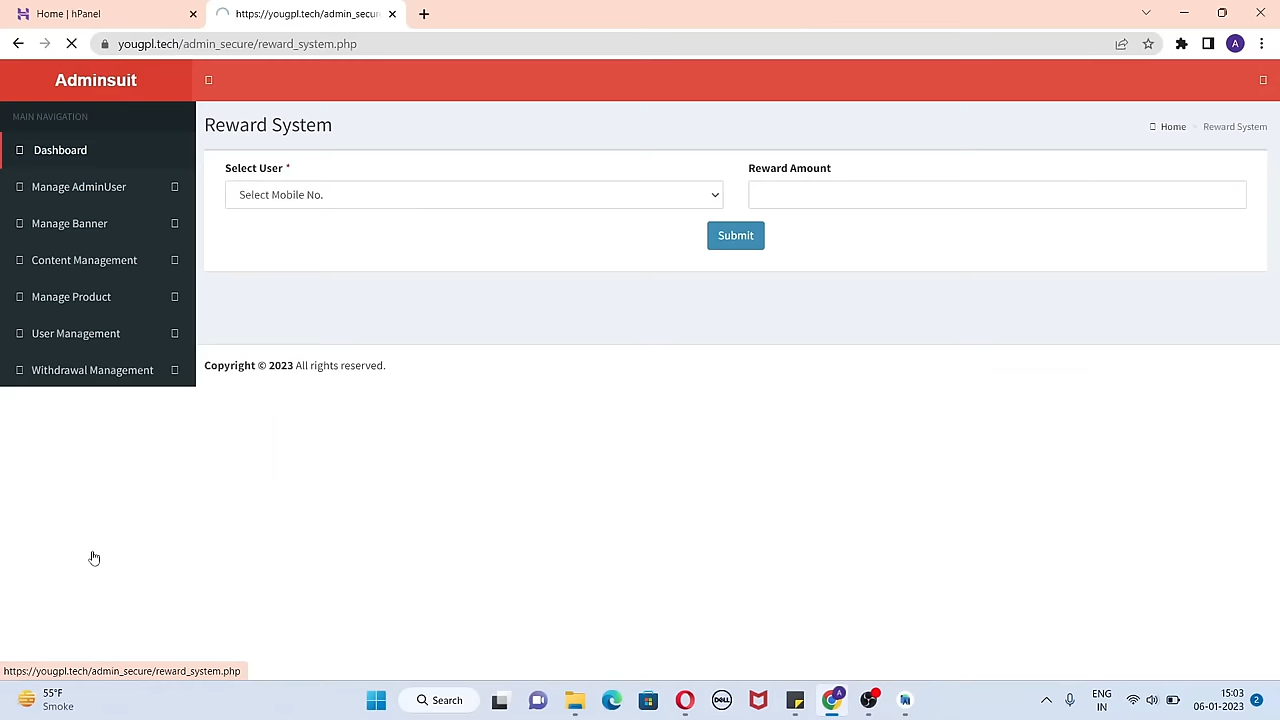 Home | hPanel
https://yougpl.tech/admin_secur
yougpl.tech/admin_secure/reward_system.php
A
Adminsuit
MAIN NAVIGATION
Dashboard
Manage AdminUser
Manage Banner
Content Management
Manage Product
User Management
Withdrawal Management
Reward System
Home
Reward System
Select User *
Reward Amount
Select Mobile No.
Submit
Copyright © 2023 All rights reserved.
https://yougpl.tech/admin_secure/reward_system.php
55°F
Smoke
Search
DELL
A
ENG
IN
15:03
06-01-2023
2